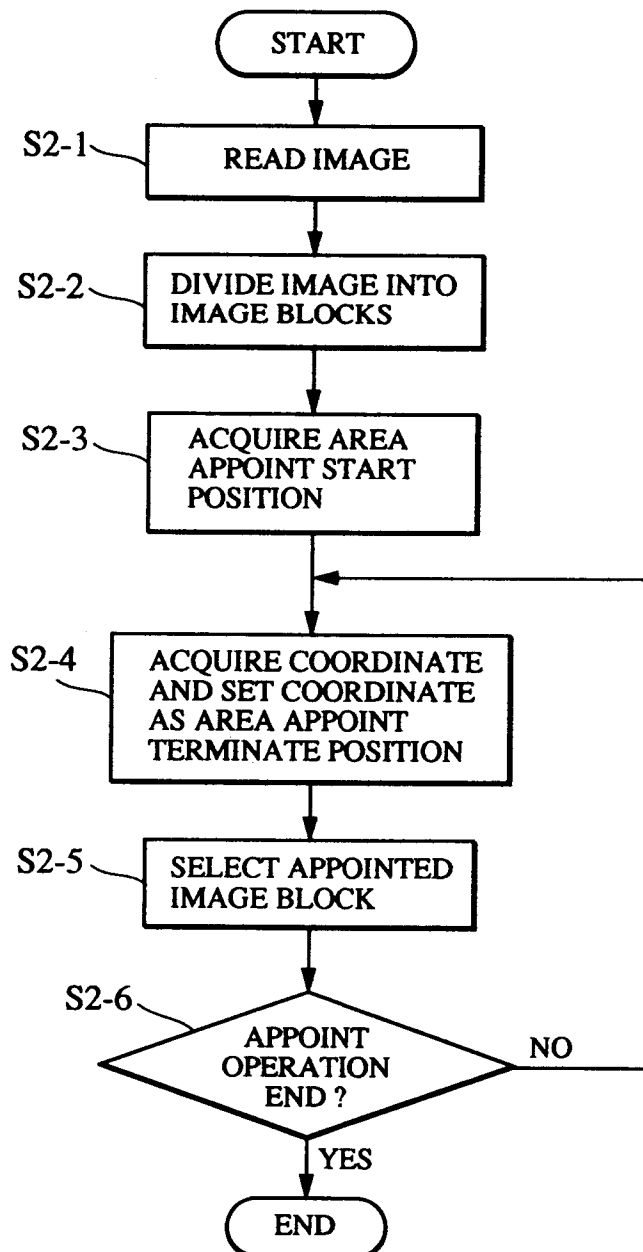 START
S2-1
READ IMAGE
S2-2
DIVIDE IMAGE INTO
IMAGE BLOCKS
S2-3
ACQUIRE AREA
APPOINT START
POSITION
S2-4
ACQUIRE COORDINATE
AND SET COORDINATE
AS AREA APPOINT
TERMINATE POSITION
S2-5
SELECT APPOINTED
IMAGE BLOCK
S2-6
APPOINT
OPERATION
END ?
NO
YES
END